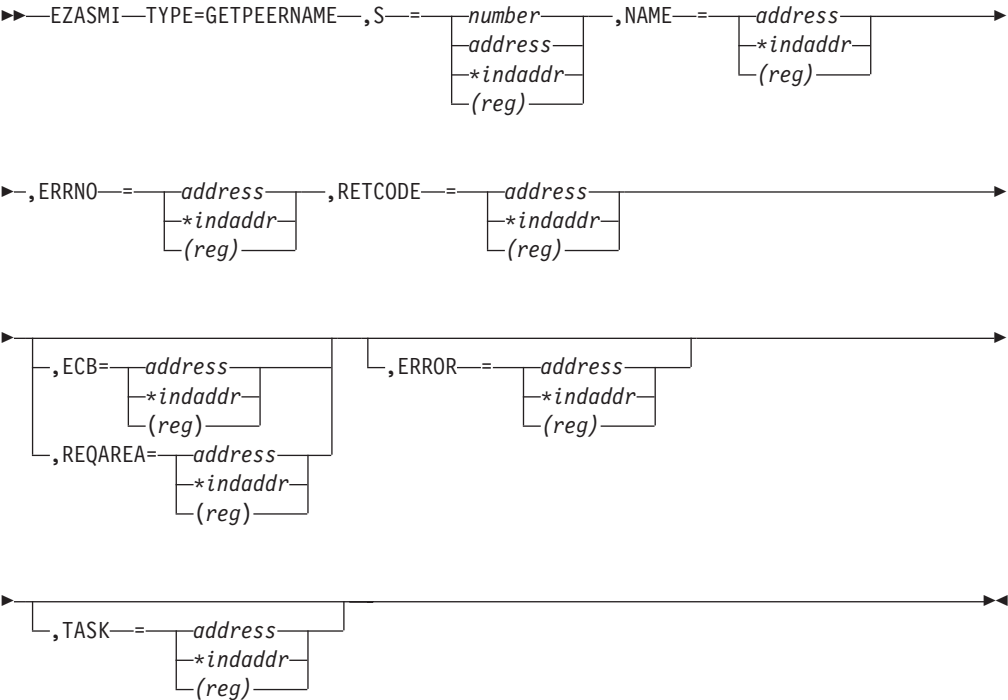 EZASMI TYPE=GETPEERNAME ,S = number ,NAME = address
address *indaddr
*indaddr (reg)
(reg)
,ERRNO = address ,RETCODE = address
*indaddr *indaddr
(reg) (reg)
,ECB= address ,ERROR = address
*indaddr *indaddr
(reg) (reg)
,REQAREA= address
*indaddr
(reg)
,TASK = address
*indaddr
(reg)